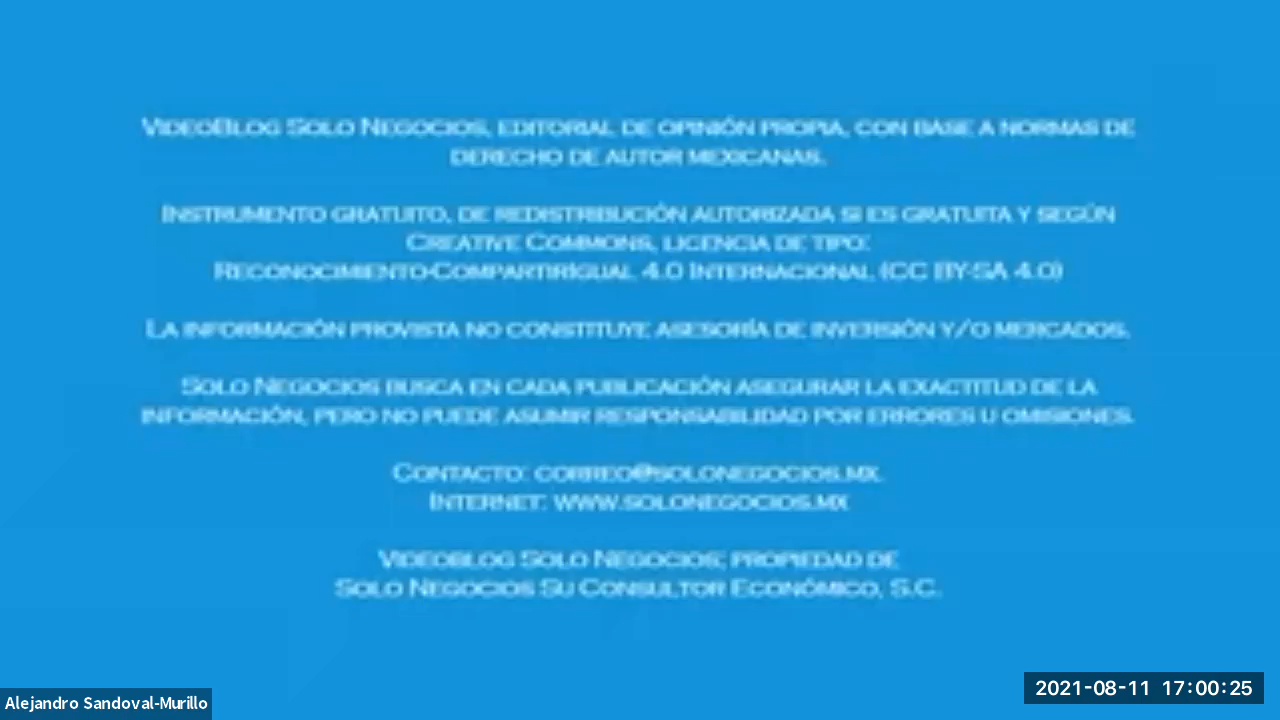 VideoBlog Solo Negocios, editorial de opinión propia, con base a normas de
derecho de autor mexicanas.
Instrumento gratuito, de redistribución autorizada si es gratuita y según
Creative Commons, licencia de tipo:
Reconocimiento-CompartirIgual 4.0 Internacional (CC BY-SA 4.0)
La información provista no constituye asesoría de inversión y/o mercados.
Solo Negocios busca en cada publicación asegurar la exactitud de la
información, pero no puede asumir responsabilidad por errores u omisiones.
Contacto: correo@solonegocios.mx
Internet: www.solonegocios.mx
Videoblog Solo Negocios; propiedad de
Solo Negocios Su Consultor Económico, S.C.
Alejandro Sandoval-Murillo
2021-08-11 17:00:25